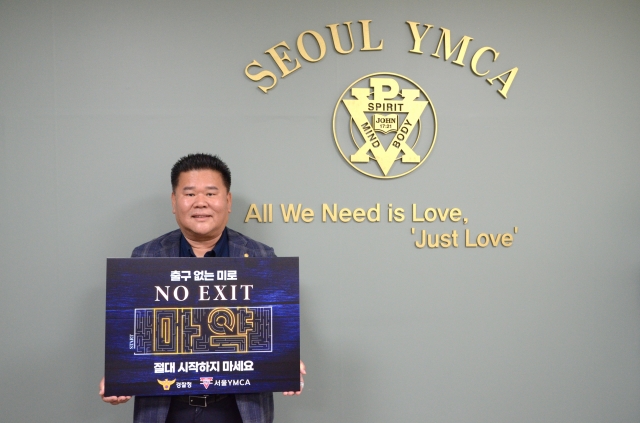 SEOUL YMCA
SPIRIT
MIND
BODY
JOHN
17:21
All We Need is Love,
'Just Love'
출구 없는 미로
NO EXIT
START
마약
절대 시작하지 마세요
경찰청
서울YMCA